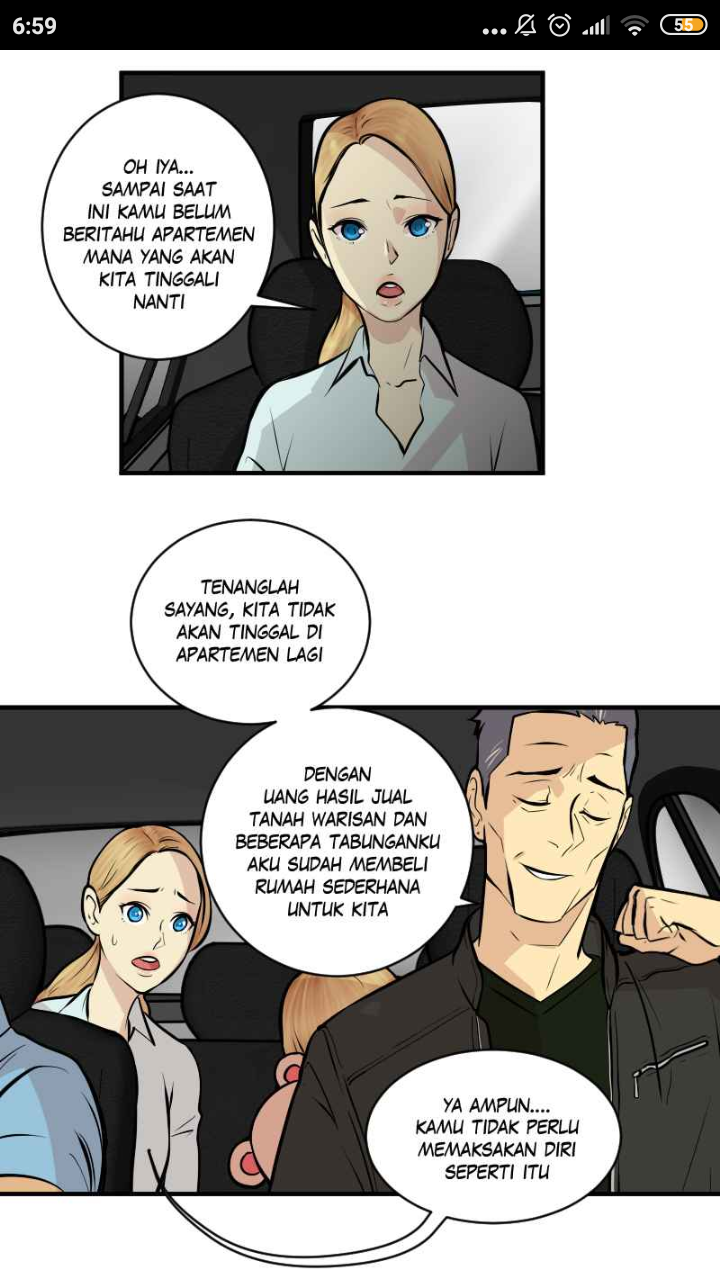 6:59
55
OH IYA...
SAMPAI SAAT
INI KAMU BELUM
BERITAHU APARTEMEN
MANA YANG AKAN
KITA TINGGALI
NANTI
TENANGLAH
SAYANG, KITA TIDAK
AKAN TINGGAL DI
APARTEMEN LAGI
DENGAN
UANG HASIL JUAL
TANAH WARISAN DAN
BEBERAPA TABUNGANKU
AKU SUDAH MEMBELI
RUMAH SEDERHANA
UNTUK KITA
YA AMPUN....
KAMU TIDAK PERLU
MEMAKSAKAN DIRI
SEPERTI ITU